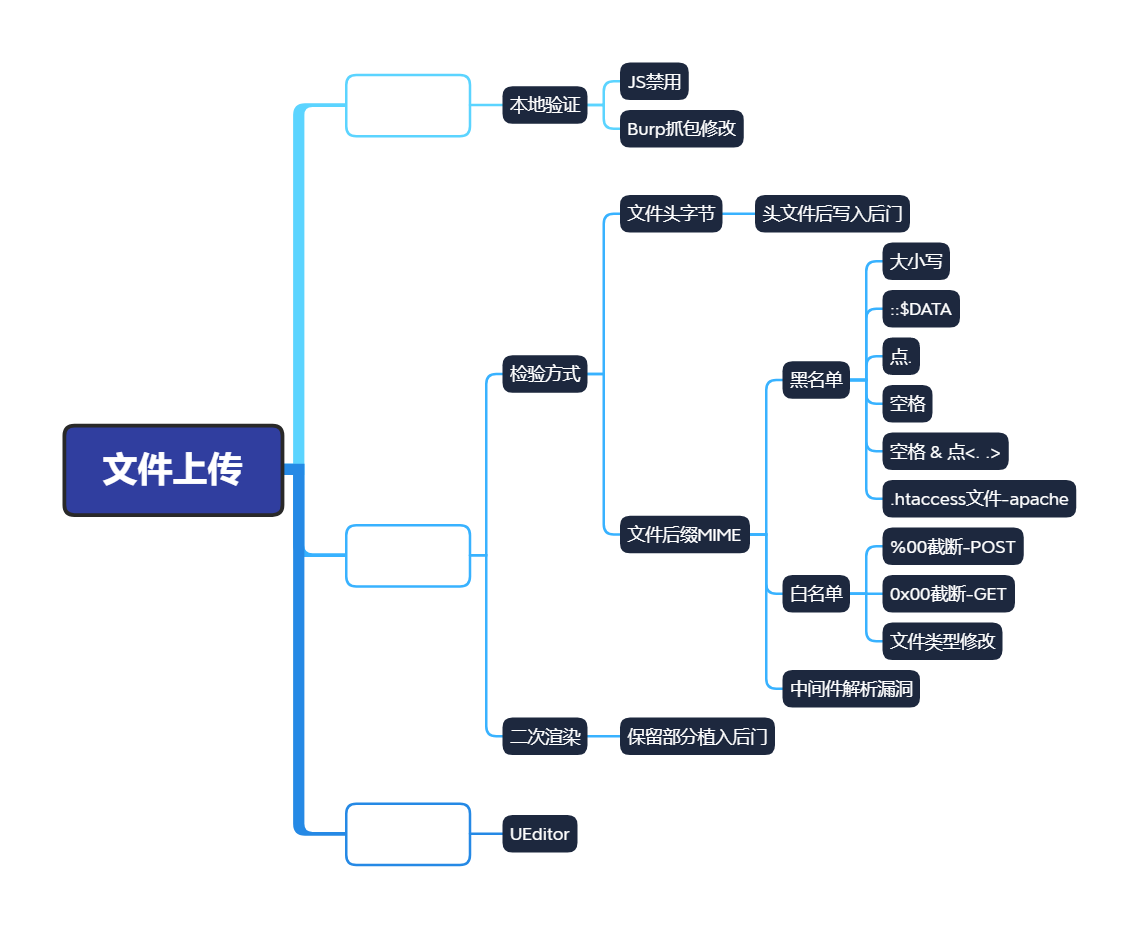 文件上传
本地验证
JS禁用
Burp抓包修改
检验方式
文件头字节
头文件后写入后门
文件后缀MIME
黑名单
大小写
::$DATA
点.
空格
空格 & 点<. .>
.htaccess文件-apache
白名单
%00截断-POST
0x00截断-GET
文件类型修改
中间件解析漏洞
二次渲染
保留部分植入后门
UEditor